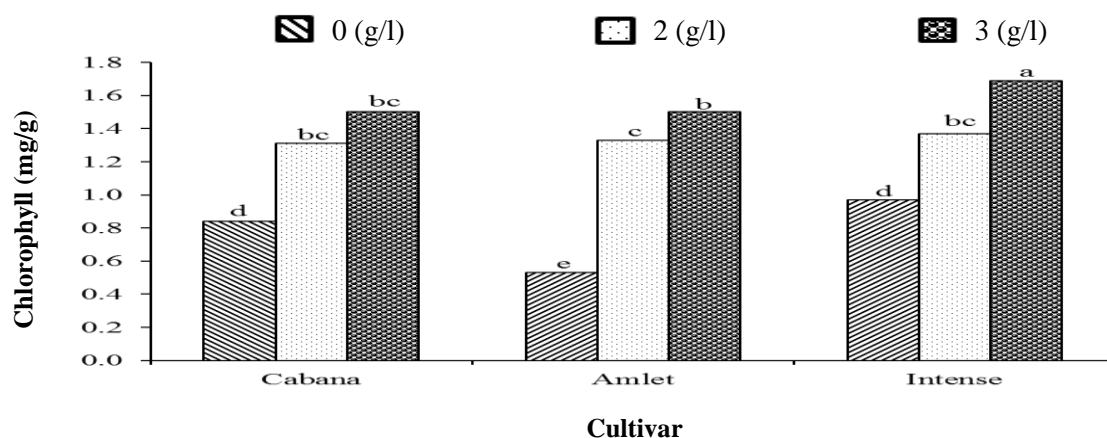 0 (g/l) 2 (g/l) 3 (g/l)
Chlorophyll (mg/g)
1.8
1.6
1.4
1.2
1.0
0.8
0.6
0.4
0.2
0.0
d bc bc
e c b
d bc a
Cabana Amlet Intense
Cultivar